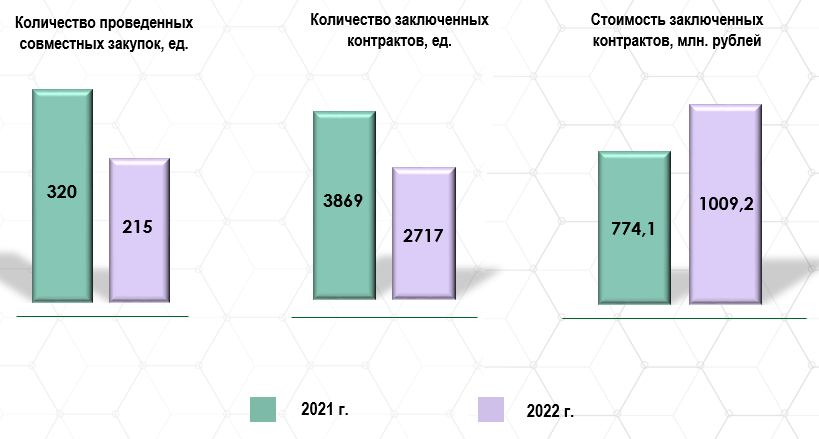 Количество проведенных
совместных закупок, ед.
320
215
Количество заключенных
контрактов, ед.
3869
2717
Стоимость заключенных
контрактов, млн. рублей
774,1
1009,2
2021 г.
2022 г.